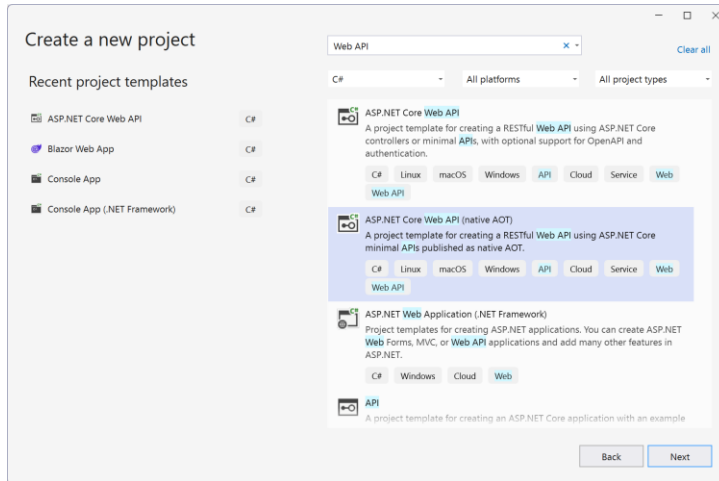 Create a new project
Recent project templates
ASP.NET Core Web API C#
Blazor Web App C#
Console App C#
Console App (.NET Framework) C#
Web API
Clear all
C# All platforms All project types
ASP.NET Core Web API
A project template for creating a RESTful Web API using ASP.NET Core
controllers or minimal APIs, with optional support for OpenAPI and
authentication.
C# Linux macOS Windows API Cloud Service Web
Web API
ASP.NET Core Web API (native AOT)
A project template for creating a RESTful Web API using ASP.NET Core
minimal APIs published as native AOT.
C# Linux macOS Windows API Cloud Service Web
Web API
ASP.NET Web Application (.NET Framework)
Project templates for creating ASP.NET applications. You can create ASP.NET
Web Forms, MVC, or Web API applications and add many other features in
ASP.NET.
C# Windows Cloud Web
API
A project template for creating an ASP.NET Core application with an example
Back Next